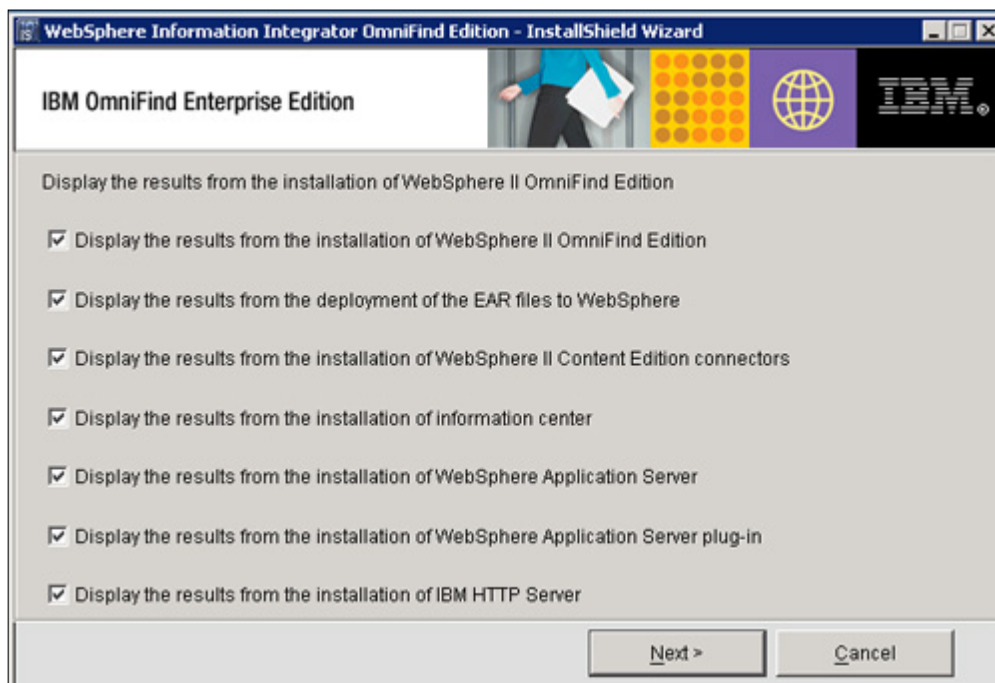 WebSphere Information Integrator OmniFind Edition - InstallShield Wizard
IBM OmniFind Enterprise Edition
IBM®
Display the results from the installation of WebSphere II OmniFind Edition
Display the results from the installation of WebSphere II OmniFind Edition
Display the results from the deployment of the EAR files to WebSphere
Display the results from the installation of WebSphere II Content Edition connectors
Display the results from the installation of information center
Display the results from the installation of WebSphere Application Server
Display the results from the installation of WebSphere Application Server plug-in
Display the results from the installation of IBM HTTP Server
Next >
Cancel